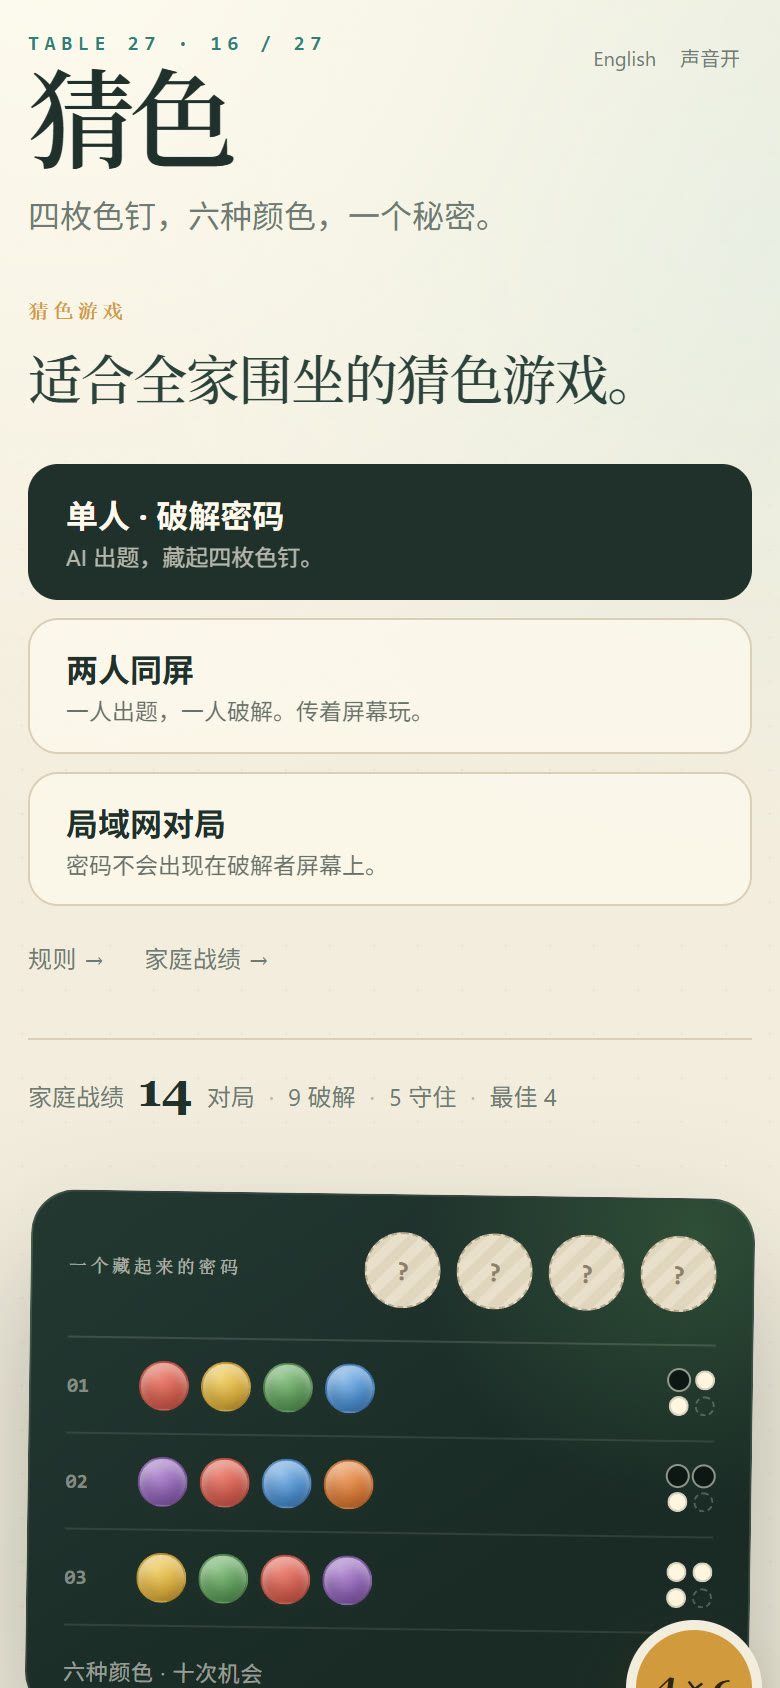 TABLE 27 · 16 / 27
English 声音开
猜色
四枚色钉，六种颜色，一个秘密。
猜色游戏
适合全家围坐的猜色游戏。
单人 · 破解密码
AI 出题，藏起四枚色钉。
两人同屏
一人出题，一人破解。传着屏幕玩。
局域网对局
密码不会出现在破解者屏幕上。
规则 → 家庭战绩 →
家庭战绩 14 对局 · 9 破解 · 5 守住 · 最佳 4
一个藏起来的密码 ? ? ? ?
01
02
03
六种颜色 · 十次机会